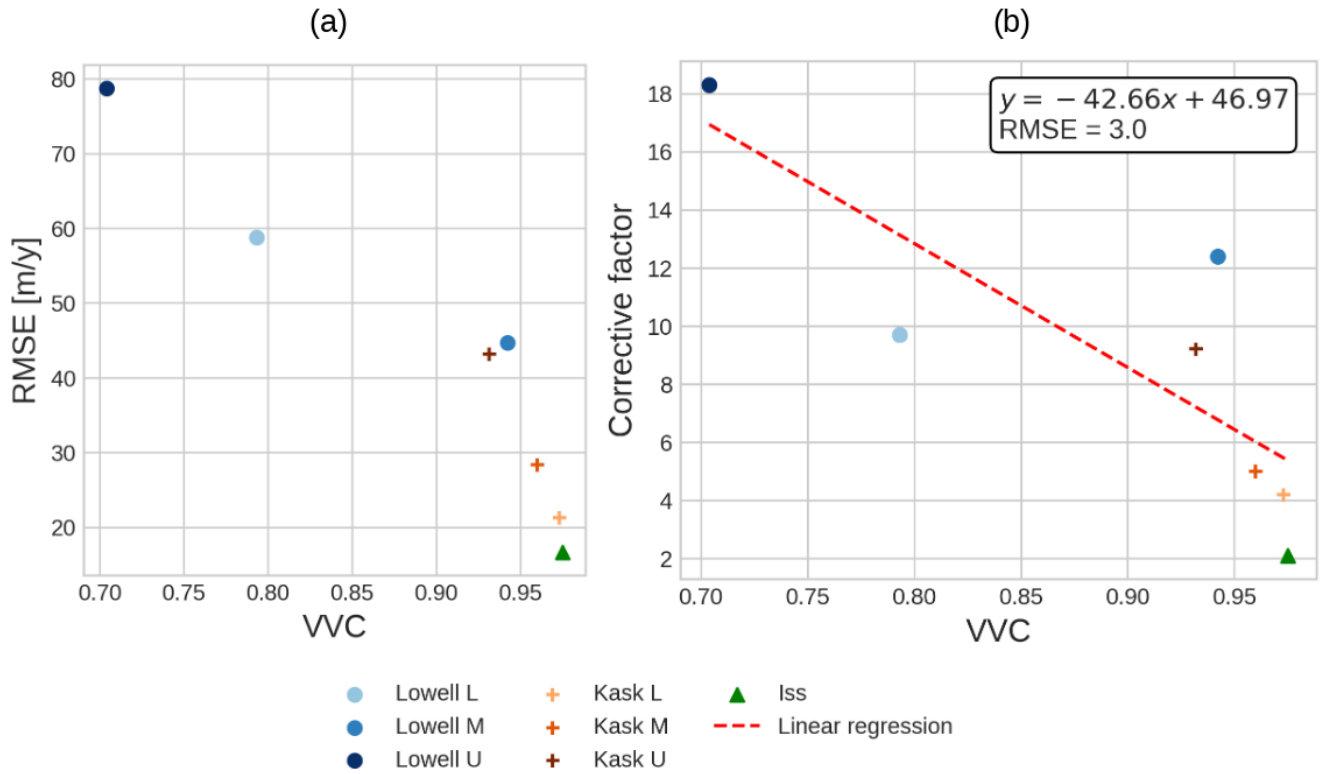 (a)
80
70
60
50
40
30
20
RMSE [m/y]
0.70 0.75 0.80 0.85 0.90 0.95
VVC
(b)
18
16
14
12
10
8
6
4
2
Corrective factor
y = − 42.66x + 46.97
RMSE = 3.0
0.70 0.75 0.80 0.85 0.90 0.95
VVC
Lowell L
Lowell M
Lowell U
Kask L
Kask M
Kask U
Iss
Linear regression